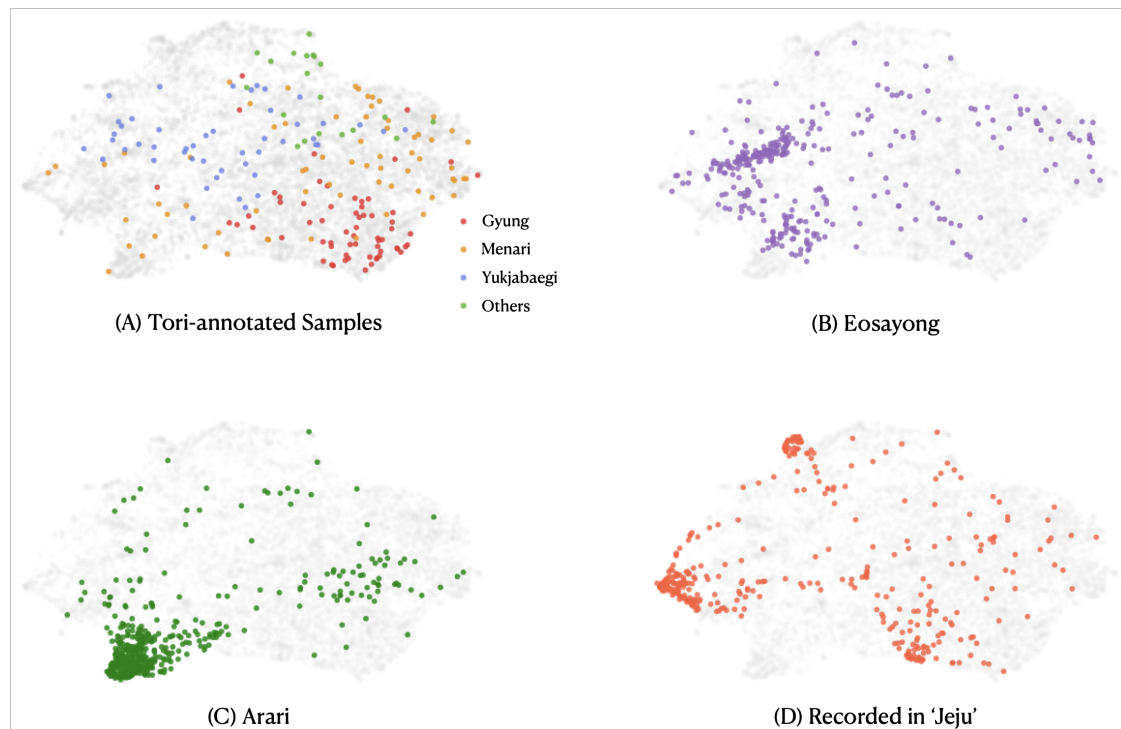 Gyung
Menari
Yukjabaegi
Others
(A) Tori-annotated Samples
(B) Eosayong
(C) Arari
(D) Recorded in ‘Jeju’